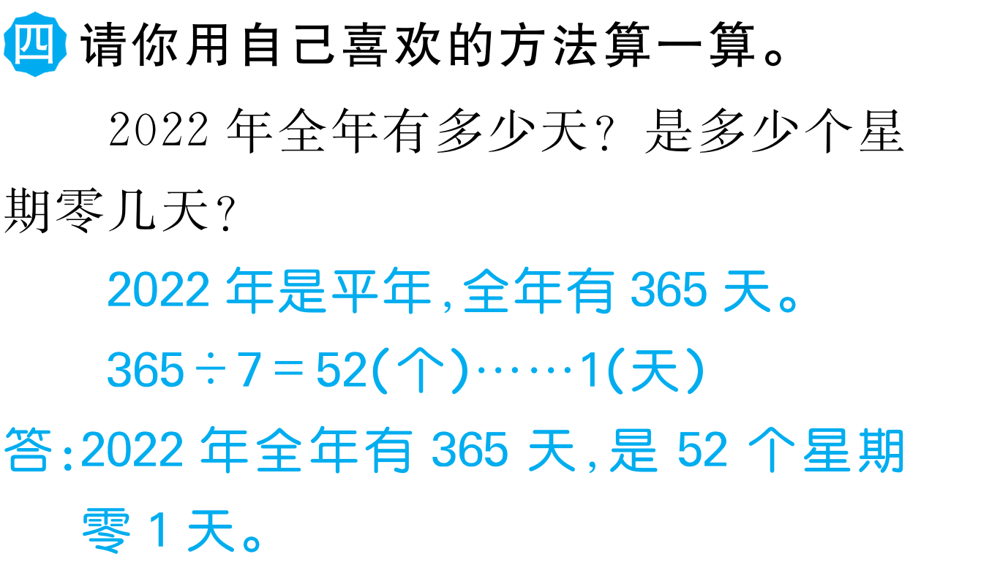 四 请你用自己喜欢的方法算一算。
2022 年全年有多少天？是多少个星
期零几天？
2022 年是平年,全年有 365 天。
365÷7=52(个)……1(天)
答:2022 年全年有 365 天,是 52 个星期
零 1 天。